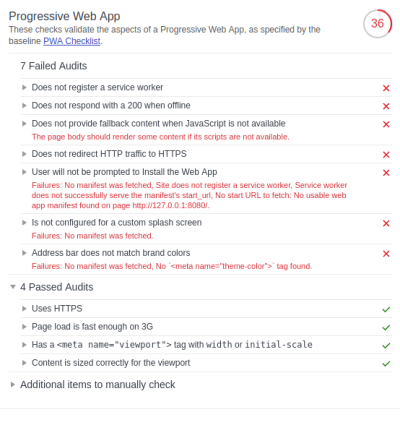 Progressive Web App
These checks validate the aspects of a Progressive Web App, as specified by the
baseline PWA Checklist.
36
7 Failed Audits
Does not register a service worker
Does not respond with a 200 when offline
Does not provide fallback content when JavaScript is not available
The page body should render some content if its scripts are not available.
Does not redirect HTTP traffic to HTTPS
User will not be prompted to Install the Web App
Failures: No manifest was fetched, Site does not register a service worker, Service worker
does not successfully serve the manifest's start_url, No start URL to fetch: No usable web
app manifest found on page http://127.0.0.1:8080/.
Is not configured for a custom splash screen
Failures: No manifest was fetched.
Address bar does not match brand colors
Failures: No manifest was fetched, No `<meta name="theme-color">` tag found.
4 Passed Audits
Uses HTTPS
Page load is fast enough on 3G
Has a <meta name="viewport"> tag with width or initial-scale
Content is sized correctly for the viewport
Additional items to manually check